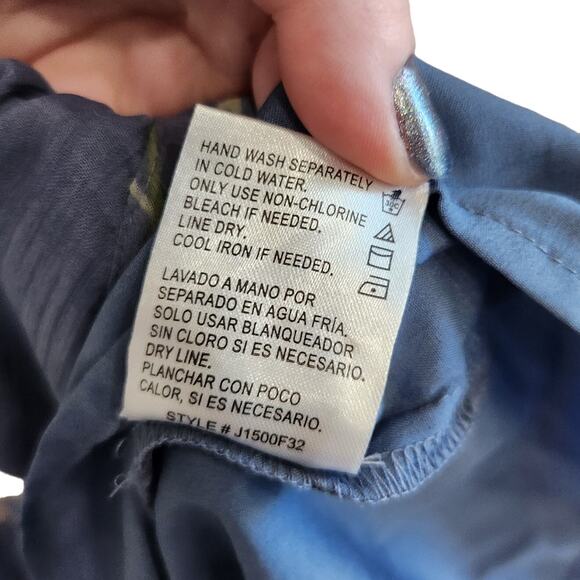 HAND WASH SEPARATELY
IN COLD WATER.
ONLY USE NON-CHLORINE
BLEACH IF NEEDED.
LINE DRY.
COOL IRON IF NEEDED.
30C
LAVADO A MANO POR
SEPARADO EN AGUA FRÍA.
SOLO USAR BLANQUEADOR
SIN CLORO SI ES NECESARIO.
DRY LINE.
PLANCHAR CON POCO
CALOR, SI ES NECESARIO.
STYLE # J1500F32